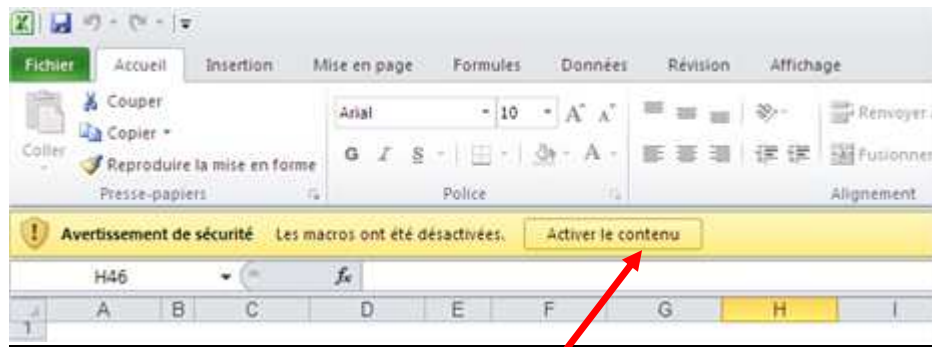 Fichier Accueil Insertion Mise en page Formules Données Révision Affichage
Couper
Copier
Coller
Reproduire la mise en forme
Arial 10 A A
Renvoyer
G I S A
Fusionner
Presse-papiers Police Alignement
Avertissement de sécurité Les macros ont été désactivées. Activer le contenu
H46 fx
A B C D E F G H I
1